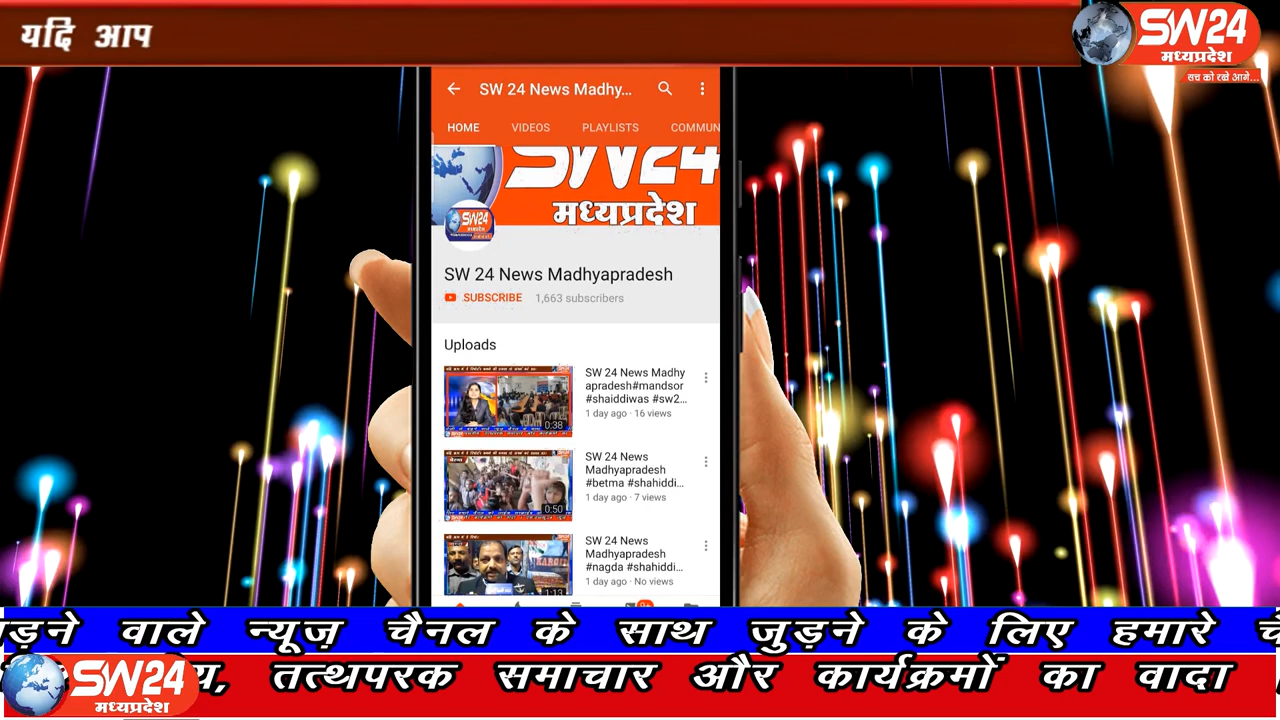 यदि आप
SW24
मध्यप्रदेश
सच को रखे आगे...
SW 24 News Madhy...
HOME VIDEOS PLAYLISTS COMMUN
SW24
मध्यप्रदेश
SW24
SW 24 News Madhyapradesh
SUBSCRIBE 1,663 subscribers
Uploads
SW 24 News Madhy
apradesh#mandsor
#shaiddiwas #sw2...
1 day ago · 16 views
0:38
SW 24 News
Madhyapradesh
#betma #shahiddi...
1 day ago · 7 views
0:50
SW 24 News
Madhyapradesh
#nagda #shahiddi...
1 day ago · No views
1:13
ड़ने वाले न्यूज़ चैनल के साथ जुड़ने के लिए हमारे
तत्थपरक समाचार और कार्यक्रमों का वादा
SW24
मध्यप्रदेश